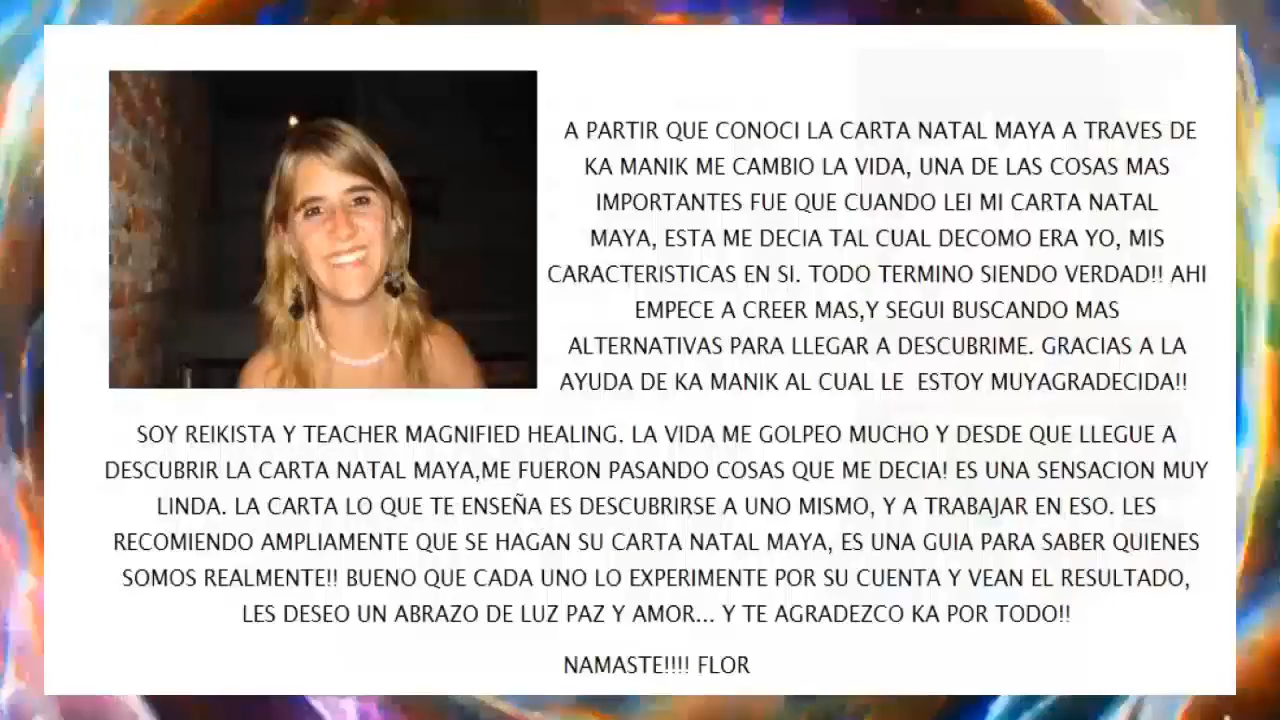 A PARTIR QUE CONOCI LA CARTA NATAL MAYA A TRAVES DE
KA MANIK ME CAMBIO LA VIDA, UNA DE LAS COSAS MAS
IMPORTANTES FUE QUE CUANDO LEI MI CARTA NATAL
MAYA, ESTA ME DECIA TAL CUAL DECOMO ERA YO, MIS
CARACTERISTICAS EN SI. TODO TERMINO SIENDO VERDAD!! AHI
EMPECE A CREER MAS,Y SEGUI BUSCANDO MAS
ALTERNATIVAS PARA LLEGAR A DESCUBRIME. GRACIAS A LA
AYUDA DE KA MANIK AL CUAL LE ESTOY MUYAGRADECIDA!!
SOY REIKISTA Y TEACHER MAGNIFIED HEALING. LA VIDA ME GOLPEO MUCHO Y DESDE QUE LLEGUE A
DESCUBRIR LA CARTA NATAL MAYA,ME FUERON PASANDO COSAS QUE ME DECIA! ES UNA SENSACION MUY
LINDA. LA CARTA LO QUE TE ENSEÑA ES DESCUBRIRSE A UNO MISMO, Y A TRABAJAR EN ESO. LES
RECOMIENDO AMPLIAMENTE QUE SE HAGAN SU CARTA NATAL MAYA, ES UNA GUIA PARA SABER QUIENES
SOMOS REALMENTE!! BUENO QUE CADA UNO LO EXPERIMENTE POR SU CUENTA Y VEAN EL RESULTADO,
LES DESEO UN ABRAZO DE LUZ PAZ Y AMOR... Y TE AGRADEZCO KA POR TODO!!
NAMASTE!!!! FLOR